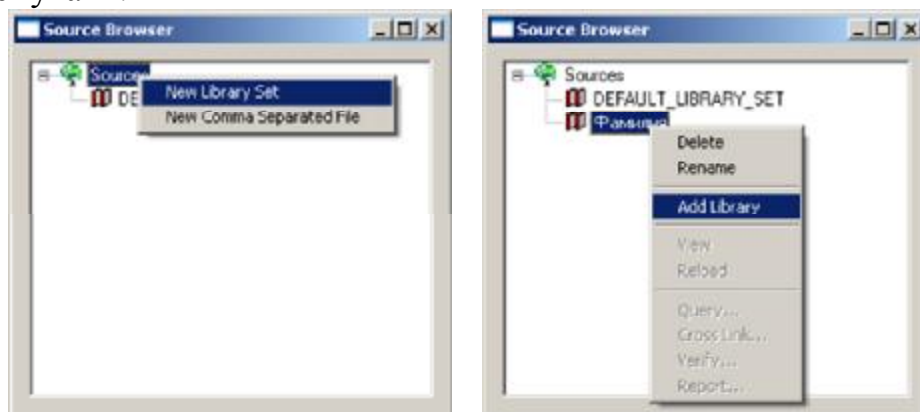 Source Browser
Sources
DE
New Library Set
New Comma Separated File
Source Browser
Sources
DEFAULT_LIBRARY_SET
Фамилия
Delete
Rename
Add Library
View
Reload
Query...
Cross Link...
Verify...
Report...